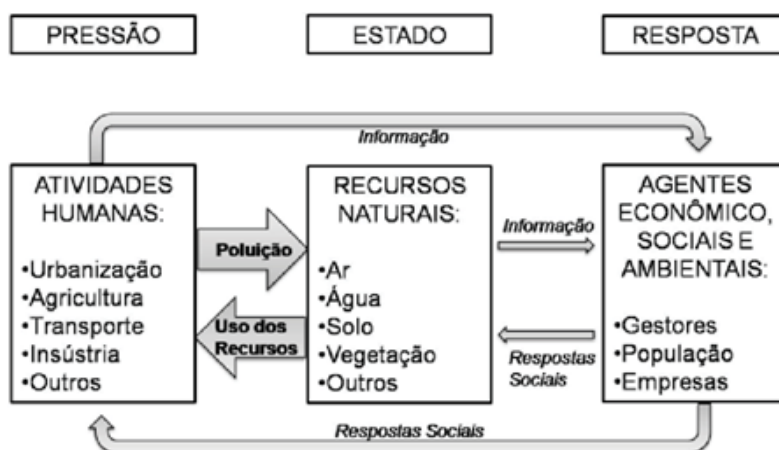 PRESSÃO
ESTADO
RESPOSTA
Informação
ATIVIDADES
HUMANAS:
•Urbanização
•Agricultura
•Transporte
•Insústria
•Outros
Poluição
Uso dos
Recursos
RECURSOS
NATURAIS:
•Ar
•Água
•Solo
•Vegetação
•Outros
Informação
Respostas
Sociais
AGENTES
ECONÔMICO,
SOCIAIS E
AMBIENTAIS:
•Gestores
•População
•Empresas
Respostas Sociais